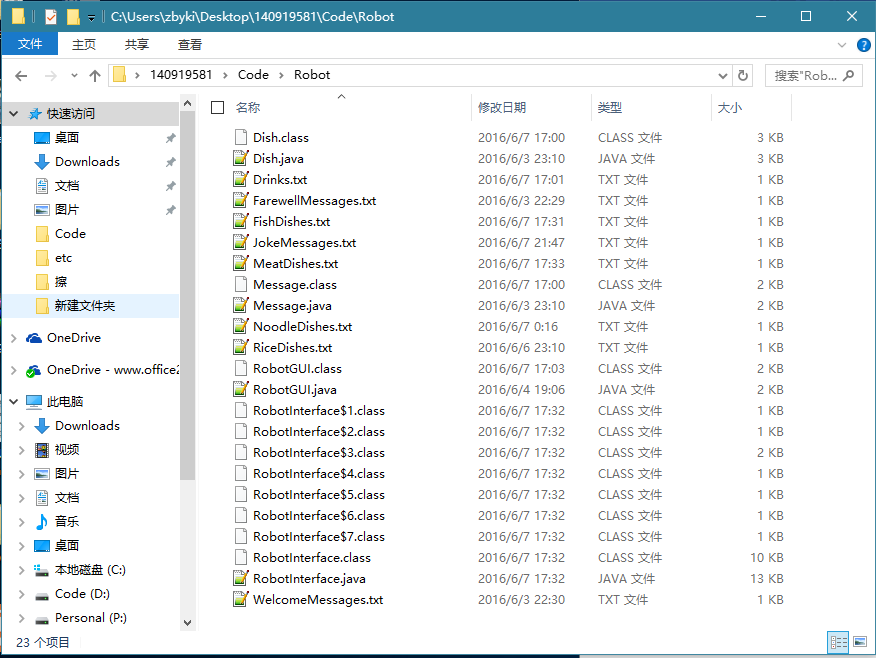 C:\Users\zbyki\Desktop\140919581\Code\Robot
文件 主页 共享 查看
140919581 Code Robot 搜索"Rob...
快速访问
桌面
Downloads
文档
图片
Code
etc
擦
新建文件夹
OneDrive
OneDrive - www.office2
此电脑
Downloads
视频
图片
文档
音乐
桌面
本地磁盘 (C:)
Code (D:)
Personal (P:)
名称 修改日期 类型 大小
Dish.class 2016/6/7 17:00 CLASS 文件 3 KB
Dish.java 2016/6/3 23:10 JAVA 文件 3 KB
Drinks.txt 2016/6/7 17:01 TXT 文件 1 KB
FarewellMessages.txt 2016/6/3 22:29 TXT 文件 1 KB
FishDishes.txt 2016/6/7 17:31 TXT 文件 1 KB
JokeMessages.txt 2016/6/7 21:47 TXT 文件 1 KB
MeatDishes.txt 2016/6/7 17:33 TXT 文件 1 KB
Message.class 2016/6/7 17:00 CLASS 文件 2 KB
Message.java 2016/6/3 23:10 JAVA 文件 2 KB
NoodleDishes.txt 2016/6/7 0:16 TXT 文件 1 KB
RiceDishes.txt 2016/6/6 23:10 TXT 文件 1 KB
RobotGUI.class 2016/6/7 17:03 CLASS 文件 2 KB
RobotGUI.java 2016/6/4 19:06 JAVA 文件 2 KB
RobotInterface$1.class 2016/6/7 17:32 CLASS 文件 1 KB
RobotInterface$2.class 2016/6/7 17:32 CLASS 文件 1 KB
RobotInterface$3.class 2016/6/7 17:32 CLASS 文件 2 KB
RobotInterface$4.class 2016/6/7 17:32 CLASS 文件 1 KB
RobotInterface$5.class 2016/6/7 17:32 CLASS 文件 1 KB
RobotInterface$6.class 2016/6/7 17:32 CLASS 文件 1 KB
RobotInterface$7.class 2016/6/7 17:32 CLASS 文件 1 KB
RobotInterface.class 2016/6/7 17:32 CLASS 文件 10 KB
RobotInterface.java 2016/6/7 17:32 JAVA 文件 13 KB
WelcomeMessages.txt 2016/6/3 22:30 TXT 文件 1 KB
23 个项目